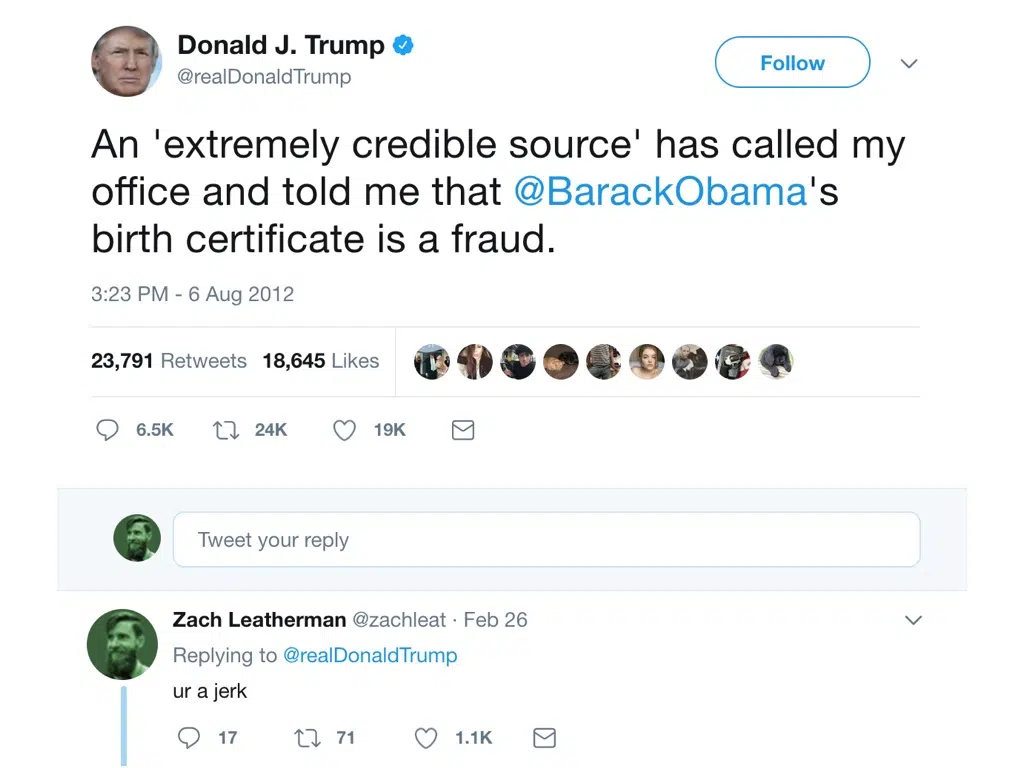 Donald J. Trump
@realDonaldTrump
Follow
An 'extremely credible source' has called my
office and told me that @BarackObama's
birth certificate is a fraud.
3:23 PM - 6 Aug 2012
23,791 Retweets 18,645 Likes
6.5K 24K 19K
Tweet your reply
Zach Leatherman @zachleat · Feb 26
Replying to @realDonaldTrump
ur a jerk
17 71 1.1K